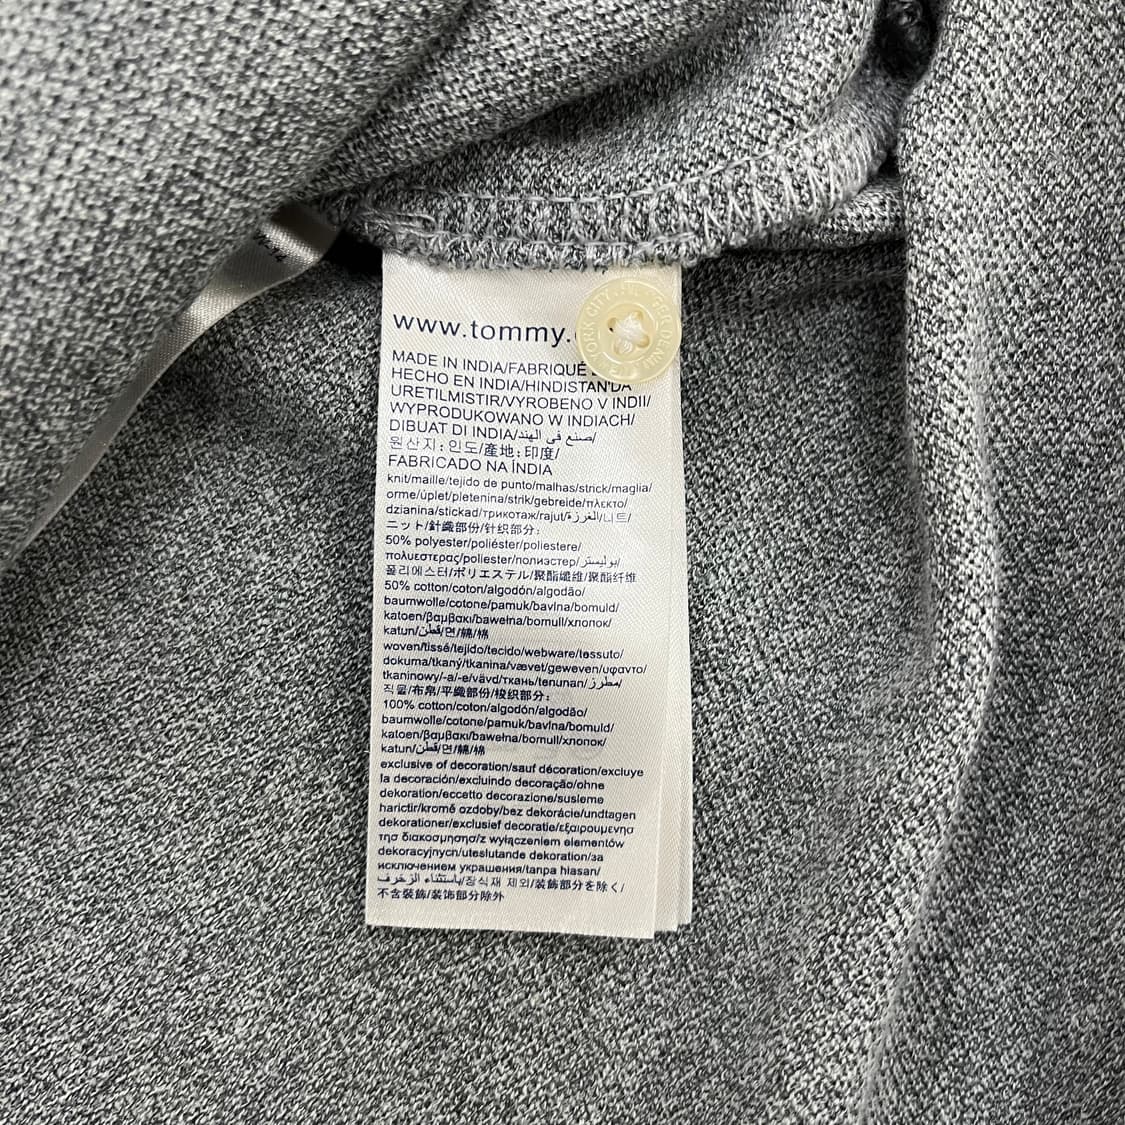 www.tommy.
MADE IN INDIA/FABRIQUÉ
HECHO EN INDIA/HINDISTAN'DA
URETILMISTIR/VYROBENO V INDII/
WYPRODUKOWANO W INDIACH/
DIBUAT DI INDIA/صنع في الهند/
원산지: 인도/產地: 印度/
FABRICADO NA ÍNDIA
knit/maille/tejido de punto/malhas/strick/maglia/
orme/úplet/pletenina/strik/gebreide/πλεκτο/
dzianina/stickad/трикотаж/rajut/الغرزة/니트/
ニット/針織部份/针织部分:
50% polyester/poliéster/poliestere/
πολυεστερας/poliester/полиэстер/بوليستر/
폴리에스터/ポリエステル/聚酯纖維/聚酯纤维
50% cotton/coton/algodón/algodão/
baumwolle/cotone/pamuk/bavlna/bomuld/
katoen/βαμβακι/bawełna/bomull/хлопок/
katun/قطن/면/綿/棉
woven/tissé/tejido/tecido/webware/tessuto/
dokuma/tkaný/tkanina/vævet/geweven/υφαντο/
tkaninowy/-a/-e/vävd/ткань/tenunan/مطرز/
직물/布帛/平織部份/梭织部分:
100% cotton/coton/algodón/algodão/
baumwolle/cotone/pamuk/bavlna/bomuld/
katoen/βαμβακι/bawełna/bomull/хлопок/
katun/قطن/면/綿/棉
exclusive of decoration/sauf décoration/excluye
la decoración/excluindo decoração/ohne
dekoration/eccetto decorazione/susleme
harictir/kromě ozdoby/bez dekorácie/undtagen
dekorationer/exclusief decoratie/εξαιρουμενησ
τησ διακοσμησησ/z wyłączeniem elementów
dekoracyjnych/uteslutande dekoration/за
исключением украшения/tanpa hiasan/
باستثناء الزخرف/장식재 제외/装飾部分を除く/
不含裝飾/装饰部分除外
YORK CITY
DENIM